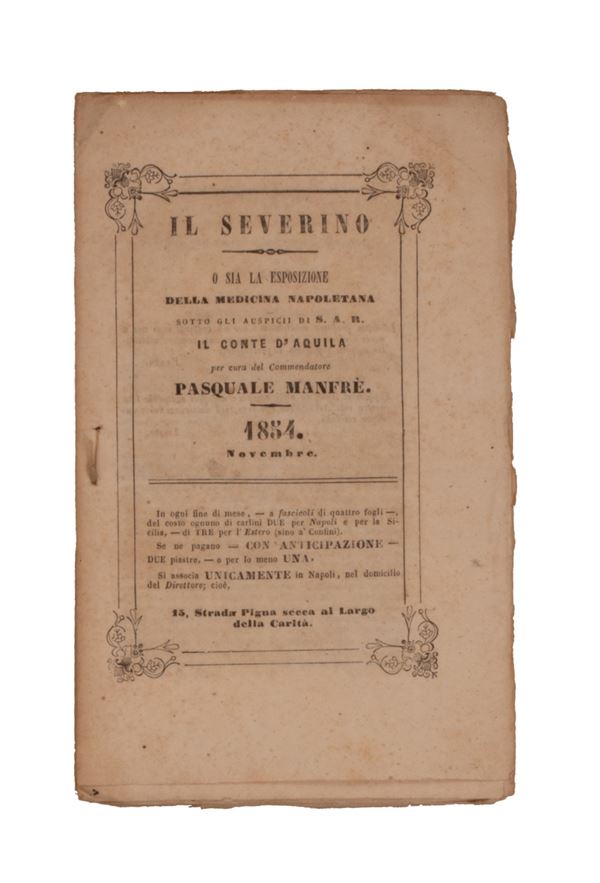 IL SEVERINO
O SIA LA ESPOSIZIONE
DELLA MEDICINA NAPOLETANA
SOTTO GLI AUSPICII DI S. A. R.
IL CONTE D'AQUILA
per cura del Commendatore
PASQUALE MANFRÈ.
1854.
Novembre.
In ogni fine di mese, — a fascicoli di quattro fogli —,
del costo ognuno di carlini DUE per Napoli e per la Si-
cilia, — di TRE per l'Estero (sino a' Confini).
Se ne pagano — CON ANTICIPAZIONE —
DUE piastre, — o per lo meno UNA.
Si associa UNICAMENTE in Napoli, nel domicilio
del Direttore; cioè,
15, Strada Pigna secca al Largo
della Carità.